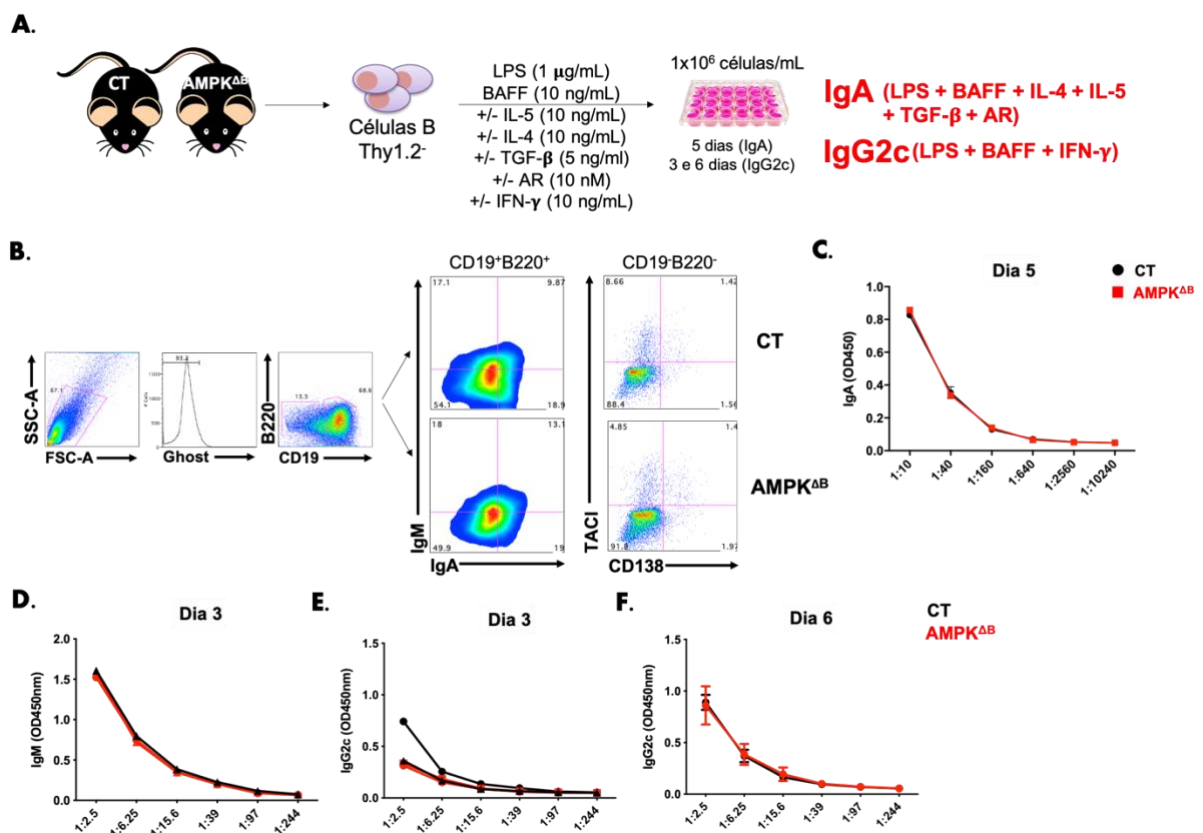 A.
CT
AMPKΔB
Células B
Thy1.2-
LPS (1 μg/mL)
BAFF (10 ng/mL)
+/- IL-5 (10 ng/mL)
+/- IL-4 (10 ng/mL)
+/- TGF-β (5 ng/ml)
+/- AR (10 nM)
+/- IFN-γ (10 ng/mL)
1x10⁶ células/mL
5 dias (IgA)
3 e 6 dias (IgG2c)
IgA (LPS + BAFF + IL-4 + IL-5
+ TGF-β + AR)
IgG2c (LPS + BAFF + IFN-γ)
B.
SSC-A
FSC-A
Ghost
B220
CD19
13.3
68.6
CD19⁺B220⁺
CD19⁻B220⁻
17.1
9.87
54.1
18.9
8.66
1.42
88.4
1.56
CT
18
13.1
49.9
19
4.85
1.4
1.97
AMPKΔB
IgM
IgA
TACI
CD138
C.
Dia 5
CT
AMPKΔB
IgA (OD450)
1.0
0.8
0.6
0.4
0.2
0.0
1:10
1:40
1:160
1:640
1:2560
1:10240
D.
Dia 3
IgM (OD450nm)
2.0
1.5
1.0
0.5
0.0
1:2.5
1:6.25
1:15.6
1:39
1:97
1:244
E.
Dia 3
IgG2c (OD450nm)
1.5
1.0
0.5
0.0
1:2.5
1:6.25
1:15.6
1:39
1:97
1:244
F.
Dia 6
CT
AMPKΔB
IgG2c (OD450nm)
1.5
1.0
0.5
0.0
1:2.5
1:6.25
1:15.6
1:39
1:97
1:244